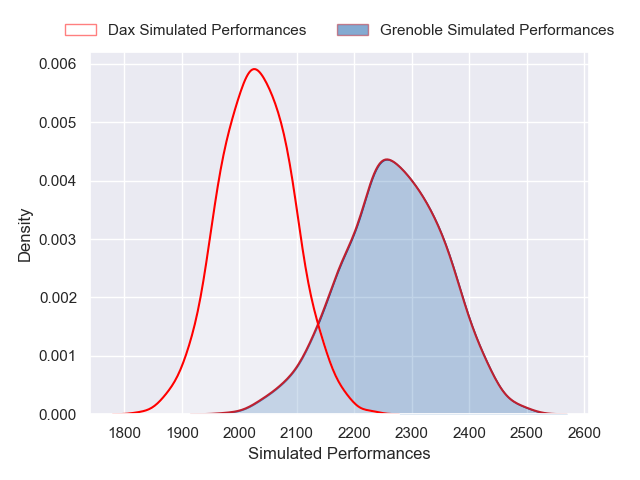 Dax Simulated Performances Grenoble Simulated Performances
0.006
0.005
0.004
0.003
0.002
0.001
0.000
Density
1800 1900 2000 2100 2200 2300 2400 2500 2600
Simulated Performances